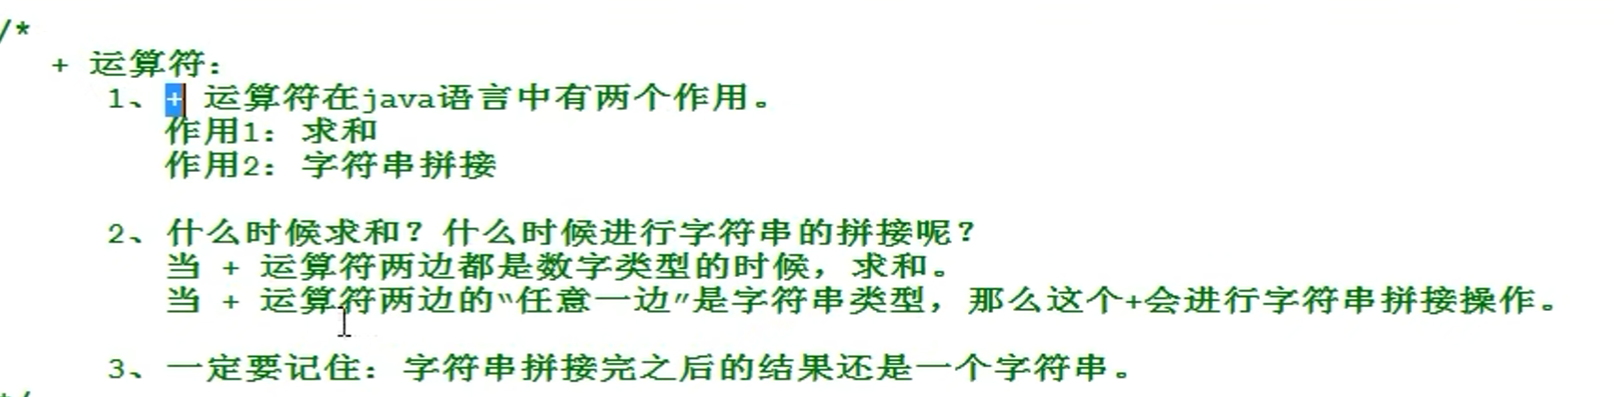 /*
+ 运算符：
1、+ 运算符在java语言中有两个作用。
作用1：求和
作用2：字符串拼接
2、什么时候求和？什么时候进行字符串的拼接呢？
当 + 运算符两边都是数字类型的时候，求和。
当 + 运算符两边的"任意一边"是字符串类型，那么这个+会进行字符串拼接操作。
3、一定要记住：字符串拼接完之后的结果还是一个字符串。
*/